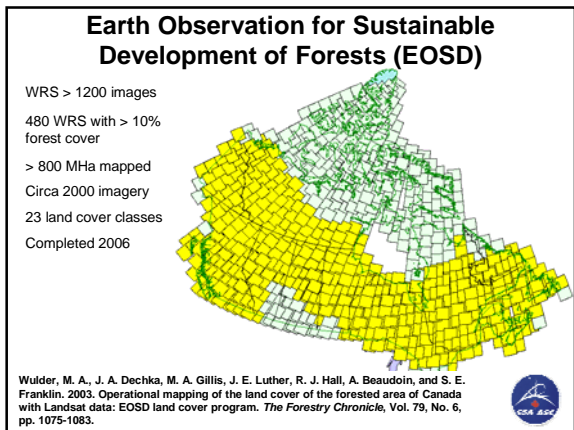 Earth Observation for Sustainable
Development of Forests (EOSD)
WRS > 1200 images
480 WRS with > 10%
forest cover
> 800 MHa mapped
Circa 2000 imagery
23 land cover classes
Completed 2006
Wulder, M. A., J. A. Dechka, M. A. Gillis, J. E. Luther, R. J. Hall, A. Beaudoin, and S. E.
Franklin. 2003. Operational mapping of the land cover of the forested area of Canada
with Landsat data: EOSD land cover program. The Forestry Chronicle, Vol. 79, No. 6,
pp. 1075-1083.
CSA ASC